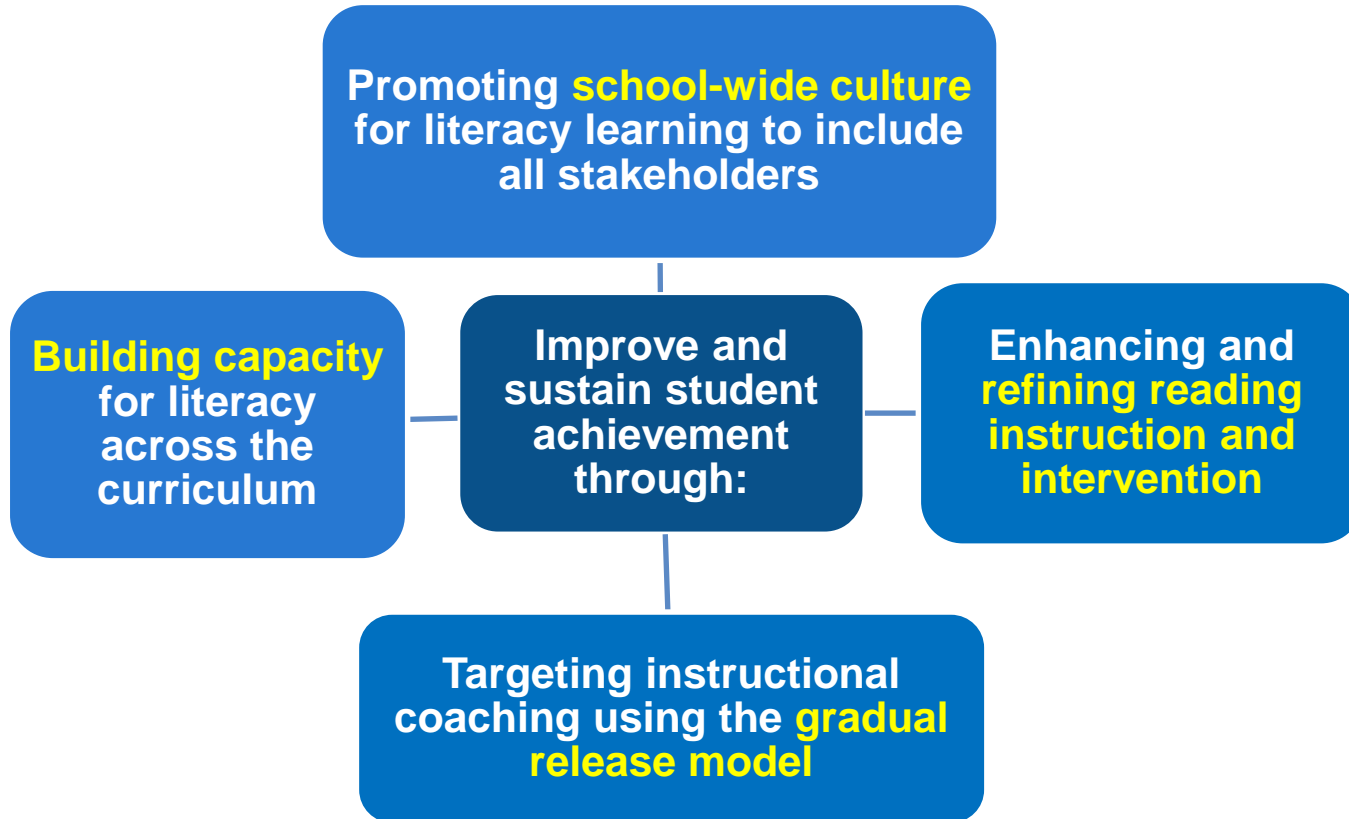 Promoting school-wide culture
for literacy learning to include
all stakeholders
Building capacity
for literacy
across the
curriculum
Improve and
sustain student
achievement
through:
Enhancing and
refining reading
instruction and
intervention
Targeting instructional
coaching using the gradual
release model